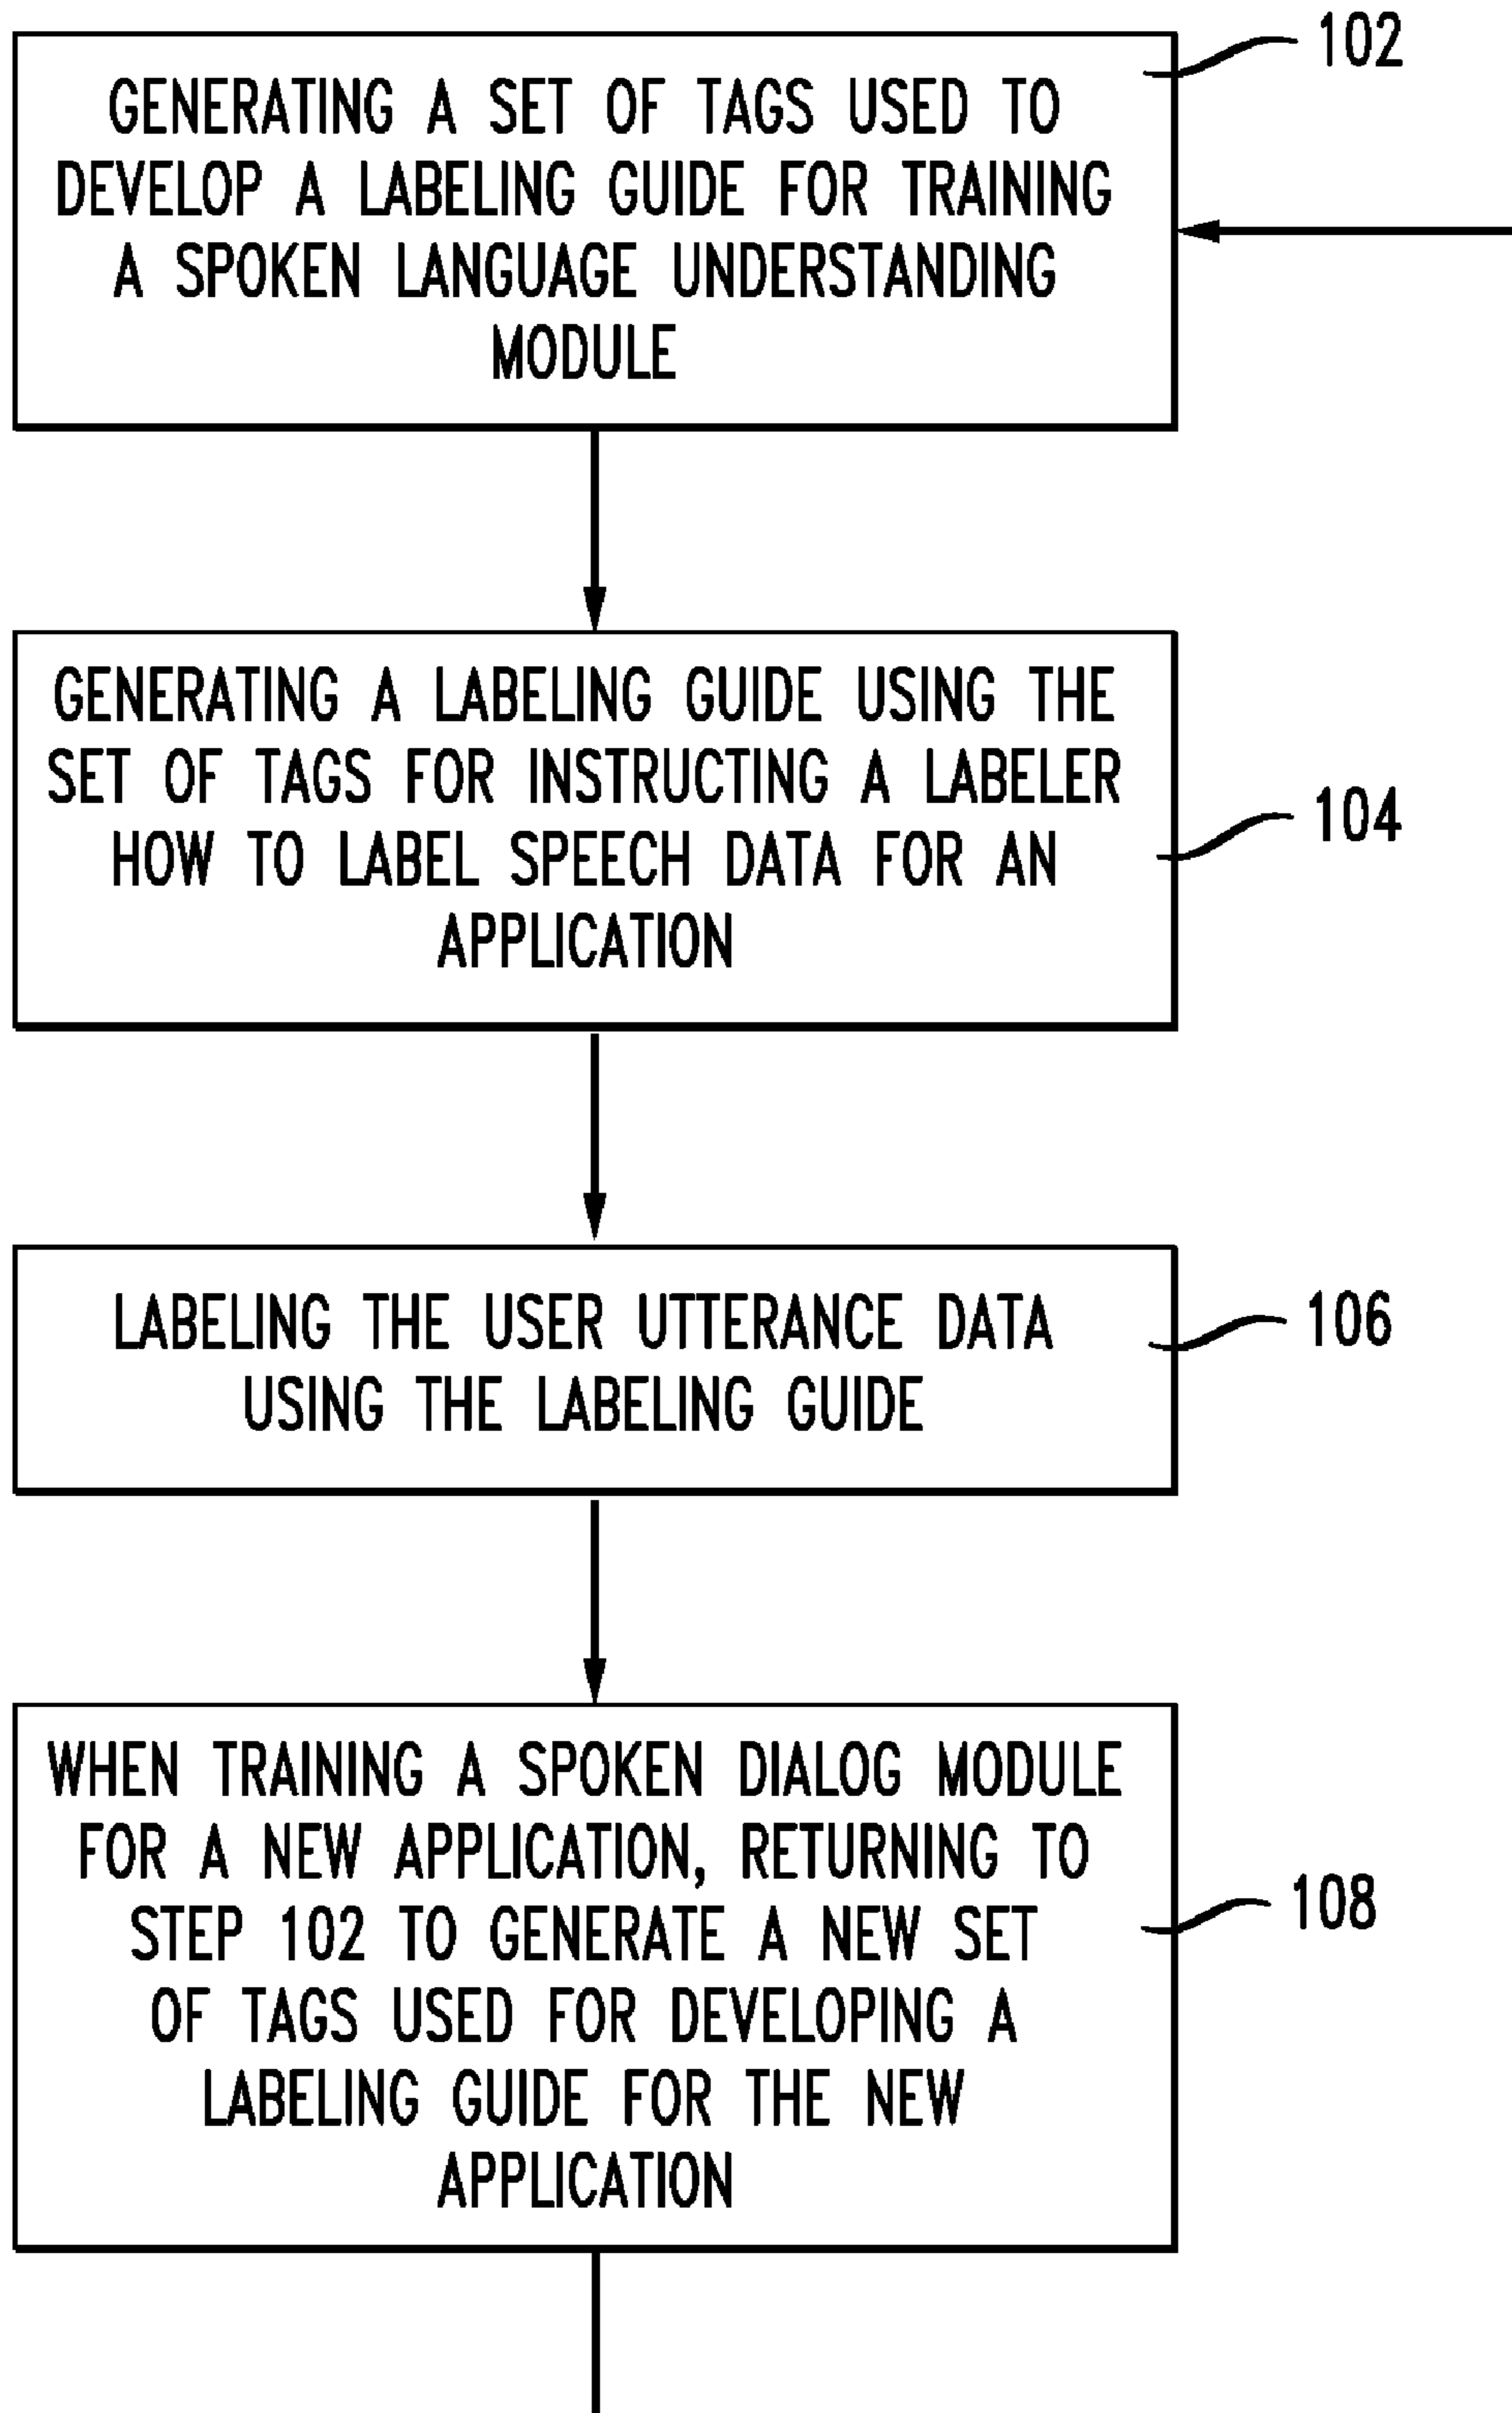 102
GENERATING A SET OF TAGS USED TO
DEVELOP A LABELING GUIDE FOR TRAINING
A SPOKEN LANGUAGE UNDERSTANDING
MODULE
GENERATING A LABELING GUIDE USING THE
SET OF TAGS FOR INSTRUCTING A LABELER
HOW TO LABEL SPEECH DATA FOR AN
APPLICATION
104
LABELING THE USER UTTERANCE DATA
USING THE LABELING GUIDE
106
WHEN TRAINING A SPOKEN DIALOG MODULE
FOR A NEW APPLICATION, RETURNING TO
STEP 102 TO GENERATE A NEW SET
OF TAGS USED FOR DEVELOPING A
LABELING GUIDE FOR THE NEW
APPLICATION
108